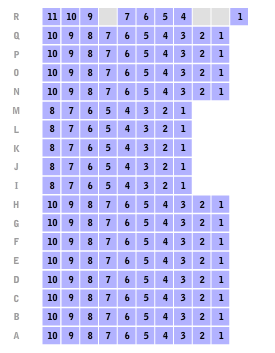 R 11 10 9 7 6 5 4 1
Q 10 9 8 7 6 5 4 3 2 1
P 10 9 8 7 6 5 4 3 2 1
O 10 9 8 7 6 5 4 3 2 1
N 10 9 8 7 6 5 4 3 2 1
M 8 7 6 5 4 3 2 1
L 8 7 6 5 4 3 2 1
K 8 7 6 5 4 3 2 1
J 8 7 6 5 4 3 2 1
I 8 7 6 5 4 3 2 1
H 10 9 8 7 6 5 4 3 2 1
G 10 9 8 7 6 5 4 3 2 1
F 10 9 8 7 6 5 4 3 2 1
E 10 9 8 7 6 5 4 3 2 1
D 10 9 8 7 6 5 4 3 2 1
C 10 9 8 7 6 5 4 3 2 1
B 10 9 8 7 6 5 4 3 2 1
A 10 9 8 7 6 5 4 3 2 1